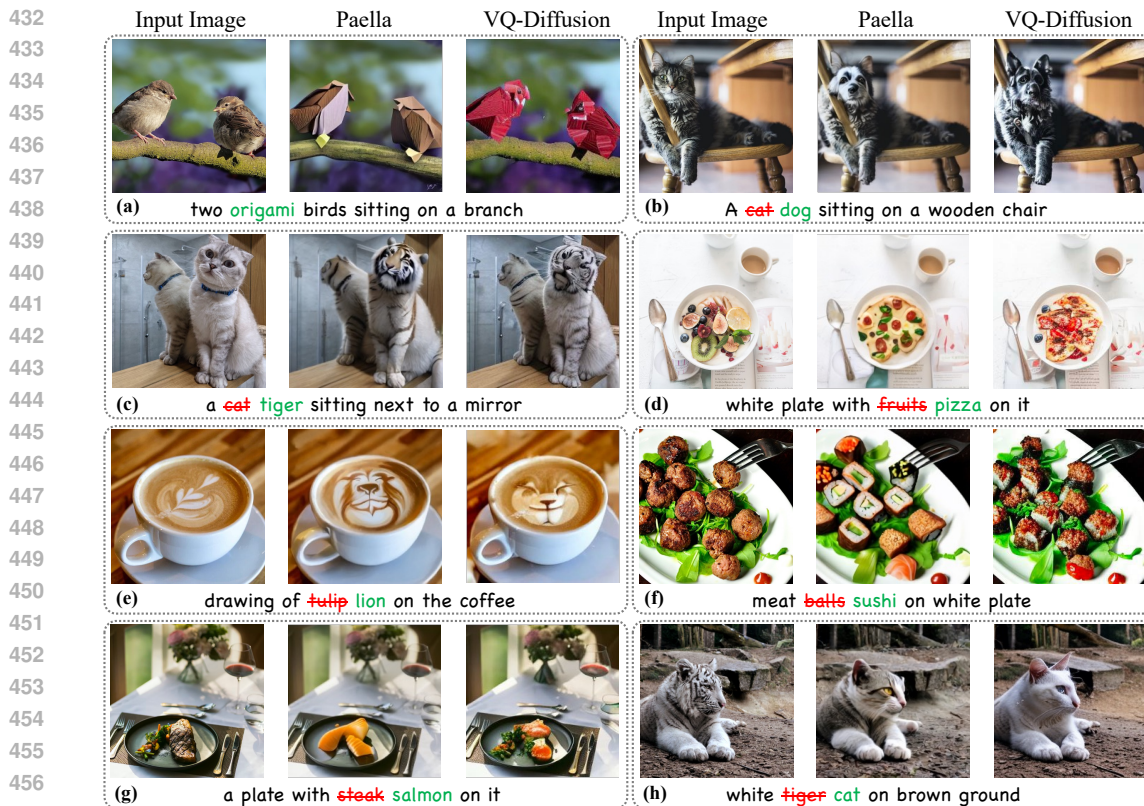 432
433
434
435
436
437
438
439
440
441
442
443
444
445
446
447
448
449
450
451
452
453
454
455
456
Input Image Paella VQ-Diffusion Input Image Paella VQ-Diffusion
(a) two origami birds sitting on a branch
(b) A cat dog sitting on a wooden chair
(c) a cat tiger sitting next to a mirror
(d) white plate with fruits pizza on it
(e) drawing of tulip lion on the coffee
(f) meat balls sushi on white plate
(g) a plate with steak salmon on it
(h) white tiger cat on brown ground